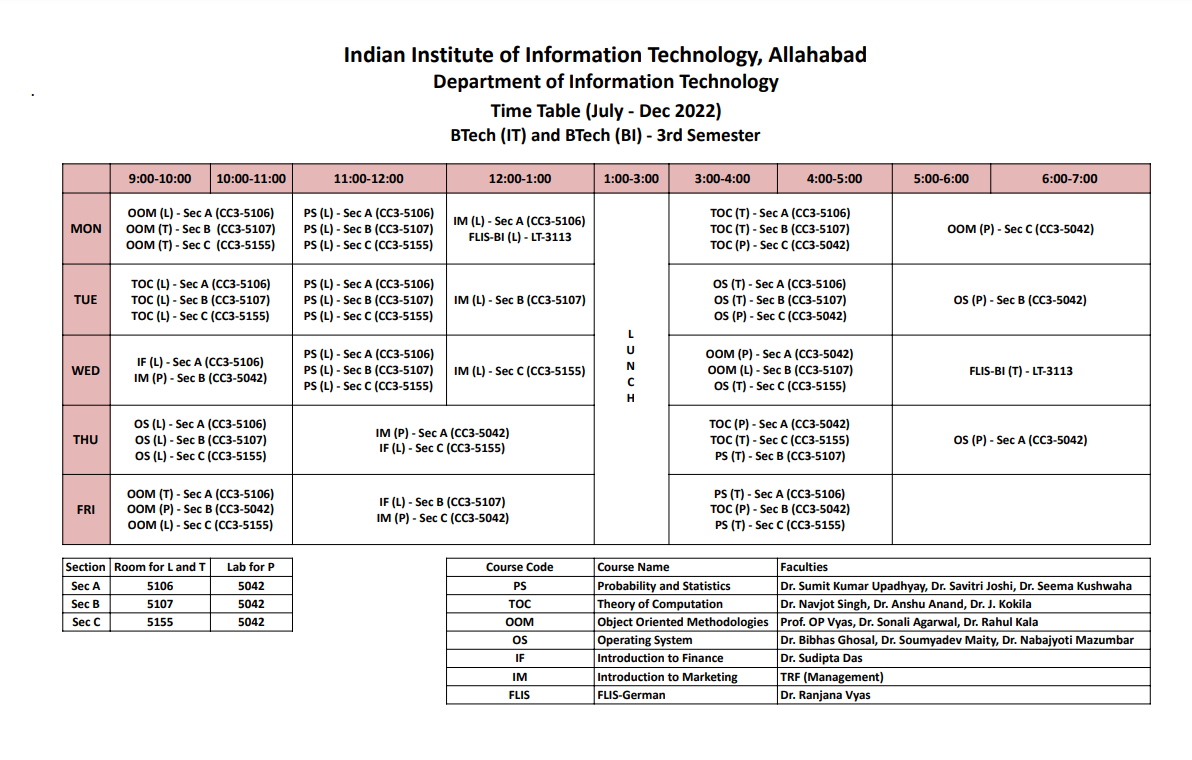 Indian Institute of Information Technology, Allahabad
Department of Information Technology
.
Time Table (July - Dec 2022)
BTech (IT) and BTech (BI) - 3rd Semester
9:00-10:00 10:00-11:00 11:00-12:00 12:00-1:00 1:00-3:00 3:00-4:00 4:00-5:00 5:00-6:00 6:00-7:00
MON
OOM (L) - Sec A (CC3-5106)
OOM (T) - Sec B (CC3-5107)
OOM (T) - Sec C (CC3-5155)
PS (L) - Sec A (CC3-5106)
PS (L) - Sec B (CC3-5107)
PS (L) - Sec C (CC3-5155)
IM (L) - Sec A (CC3-5106)
FLIS-BI (L) - LT-3113
TOC (T) - Sec A (CC3-5106)
TOC (T) - Sec B (CC3-5107)
TOC (P) - Sec C (CC3-5042)
OOM (P) - Sec C (CC3-5042)
TUE
TOC (L) - Sec A (CC3-5106)
TOC (L) - Sec B (CC3-5107)
TOC (L) - Sec C (CC3-5155)
PS (L) - Sec A (CC3-5106)
PS (L) - Sec B (CC3-5107)
PS (L) - Sec C (CC3-5155)
IM (L) - Sec B (CC3-5107)
OS (T) - Sec A (CC3-5106)
OS (T) - Sec B (CC3-5107)
OS (P) - Sec C (CC3-5042)
OS (P) - Sec B (CC3-5042)
L
U
N
C
H
WED
IF (L) - Sec A (CC3-5106)
IM (P) - Sec B (CC3-5042)
PS (L) - Sec A (CC3-5106)
PS (L) - Sec B (CC3-5107)
PS (L) - Sec C (CC3-5155)
IM (L) - Sec C (CC3-5155)
OOM (P) - Sec A (CC3-5042)
OOM (L) - Sec B (CC3-5107)
OS (T) - Sec C (CC3-5155)
FLIS-BI (T) - LT-3113
THU
OS (L) - Sec A (CC3-5106)
OS (L) - Sec B (CC3-5107)
OS (L) - Sec C (CC3-5155)
IM (P) - Sec A (CC3-5042)
IF (L) - Sec C (CC3-5155)
TOC (P) - Sec A (CC3-5042)
TOC (T) - Sec C (CC3-5155)
PS (T) - Sec B (CC3-5107)
OS (P) - Sec A (CC3-5042)
FRI
OOM (T) - Sec A (CC3-5106)
OOM (P) - Sec B (CC3-5042)
OOM (L) - Sec C (CC3-5155)
IF (L) - Sec B (CC3-5107)
IM (P) - Sec C (CC3-5042)
PS (T) - Sec A (CC3-5106)
TOC (P) - Sec B (CC3-5042)
PS (T) - Sec C (CC3-5155)
Section Room for L and T Lab for P
Sec A 5106 5042
Sec B 5107 5042
Sec C 5155 5042
Course Code Course Name Faculties
PS Probability and Statistics Dr. Sumit Kumar Upadhyay, Dr. Savitri Joshi, Dr. Seema Kushwaha
TOC Theory of Computation Dr. Navjot Singh, Dr. Anshu Anand, Dr. J. Kokila
OOM Object Oriented Methodologies Prof. OP Vyas, Dr. Sonali Agarwal, Dr. Rahul Kala
OS Operating System Dr. Bibhas Ghosal, Dr. Soumyadev Maity, Dr. Nabajyoti Mazumbar
IF Introduction to Finance Dr. Sudipta Das
IM Introduction to Marketing TRF (Management)
FLIS FLIS-German Dr. Ranjana Vyas